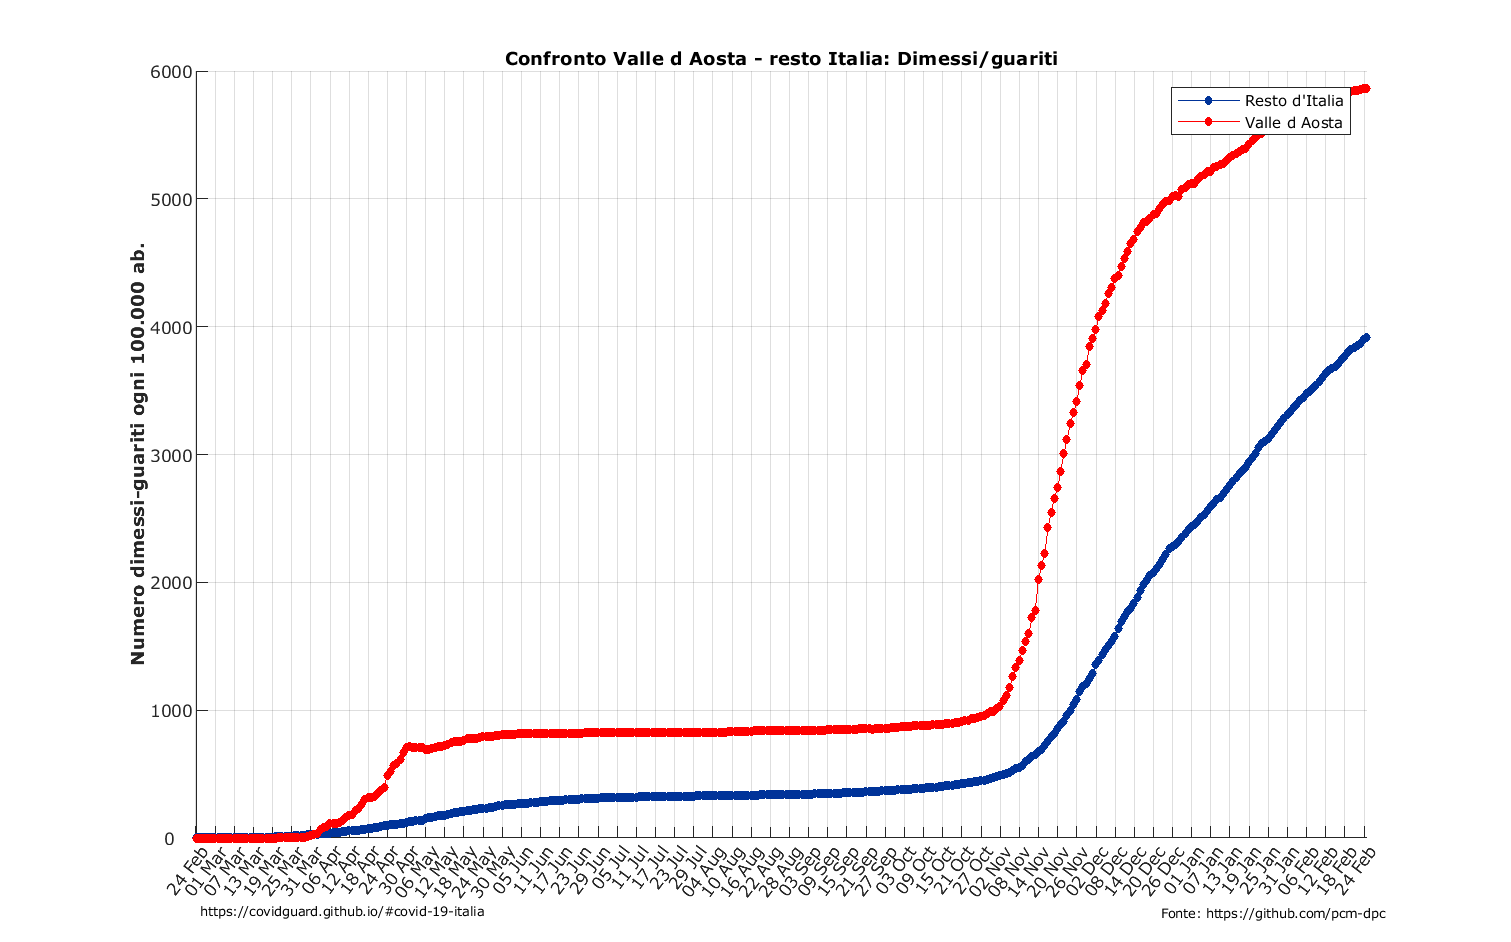 Confronto Valle d Aosta - resto Italia: Dimessi/guariti
Resto d'Italia
Valle d Aosta
Numero dimessi-guariti ogni 100.000 ab.
6000
5000
4000
3000
2000
1000
0
24 Feb
01 Mar
07 Mar
13 Mar
19 Mar
25 Mar
31 Mar
06 Apr
12 Apr
18 Apr
24 Apr
30 Apr
06 May
12 May
18 May
24 May
30 May
05 Jun
11 Jun
17 Jun
23 Jun
29 Jun
05 Jul
11 Jul
17 Jul
23 Jul
29 Jul
04 Aug
10 Aug
16 Aug
22 Aug
28 Aug
03 Sep
09 Sep
15 Sep
21 Sep
27 Sep
03 Oct
09 Oct
15 Oct
21 Oct
27 Oct
02 Nov
08 Nov
14 Nov
20 Nov
26 Nov
02 Dec
08 Dec
14 Dec
20 Dec
26 Dec
01 Jan
07 Jan
13 Jan
19 Jan
25 Jan
31 Jan
06 Feb
12 Feb
18 Feb
24 Feb
https://covidguard.github.io/#covid-19-italia
Fonte: https://github.com/pcm-dpc